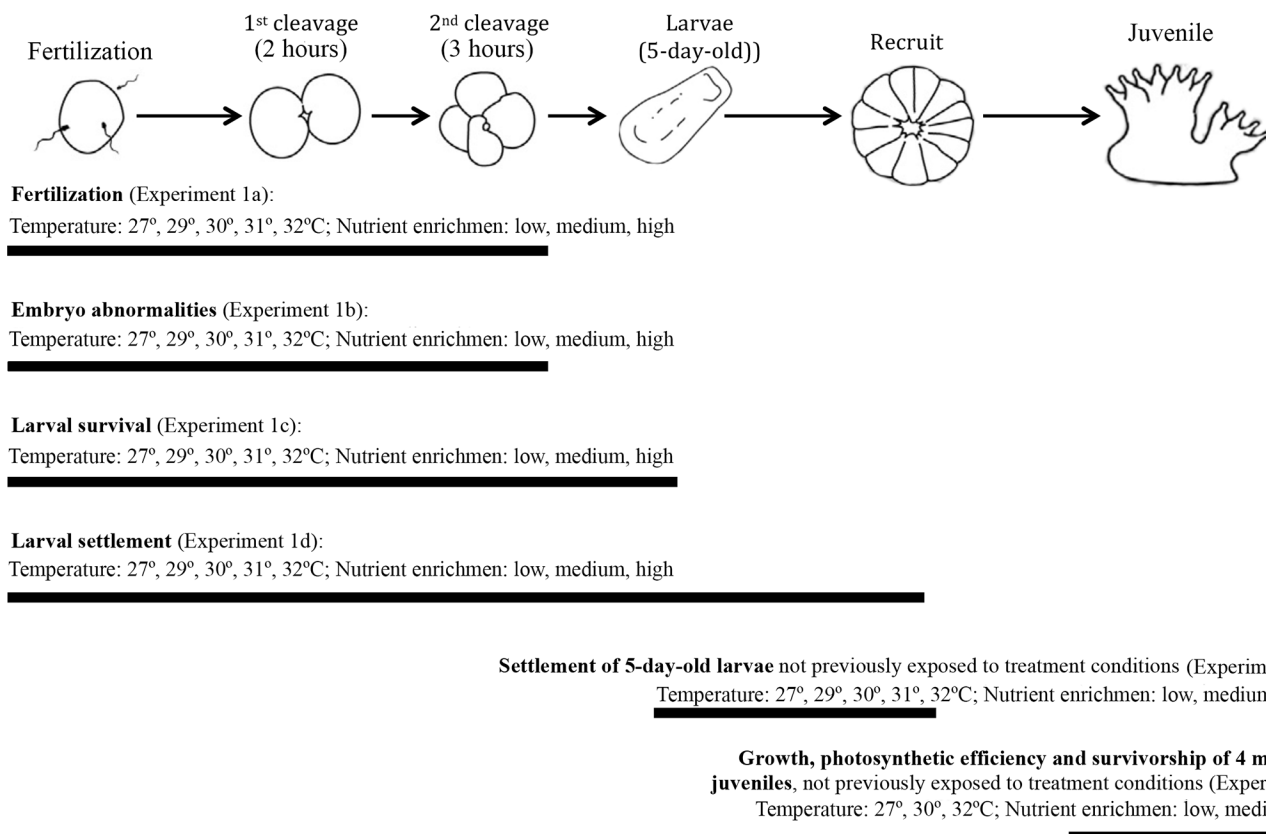 Fertilization
1st cleavage
(2 hours)
2nd cleavage
(3 hours)
Larvae
(5-day-old))
Recruit
Juvenile
Fertilization (Experiment 1a):
Temperature: 27º, 29º, 30º, 31º, 32ºC; Nutrient enrichmen: low, medium, high
Embryo abnormalities (Experiment 1b):
Temperature: 27º, 29º, 30º, 31º, 32ºC; Nutrient enrichmen: low, medium, high
Larval survival (Experiment 1c):
Temperature: 27º, 29º, 30º, 31º, 32ºC; Nutrient enrichmen: low, medium, high
Larval settlement (Experiment 1d):
Temperature: 27º, 29º, 30º, 31º, 32ºC; Nutrient enrichmen: low, medium, high
Settlement of 5-day-old larvae not previously exposed to treatment conditions (Experim
Temperature: 27º, 29º, 30º, 31º, 32ºC; Nutrient enrichmen: low, medium
Growth, photosynthetic efficiency and survivorship of 4 m
juveniles, not previously exposed to treatment conditions (Exper
Temperature: 27º, 30º, 32ºC; Nutrient enrichmen: low, medi